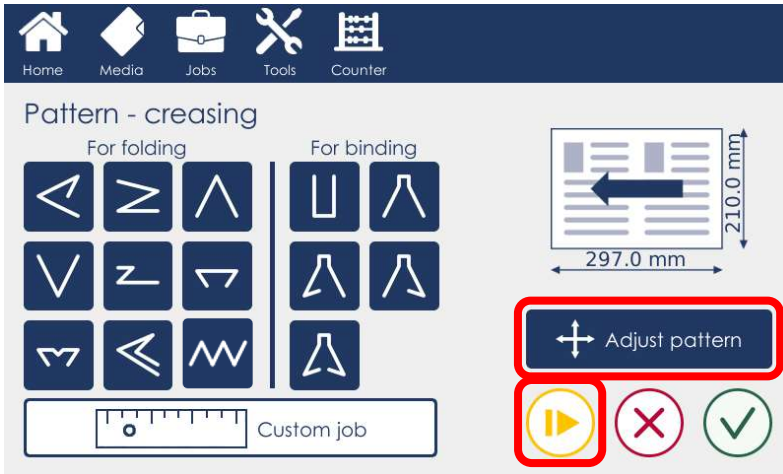 Home Media Jobs Tools Counter
Pattern - creasing
For folding For binding
210.0 mm
297.0 mm
Adjust pattern
Custom job